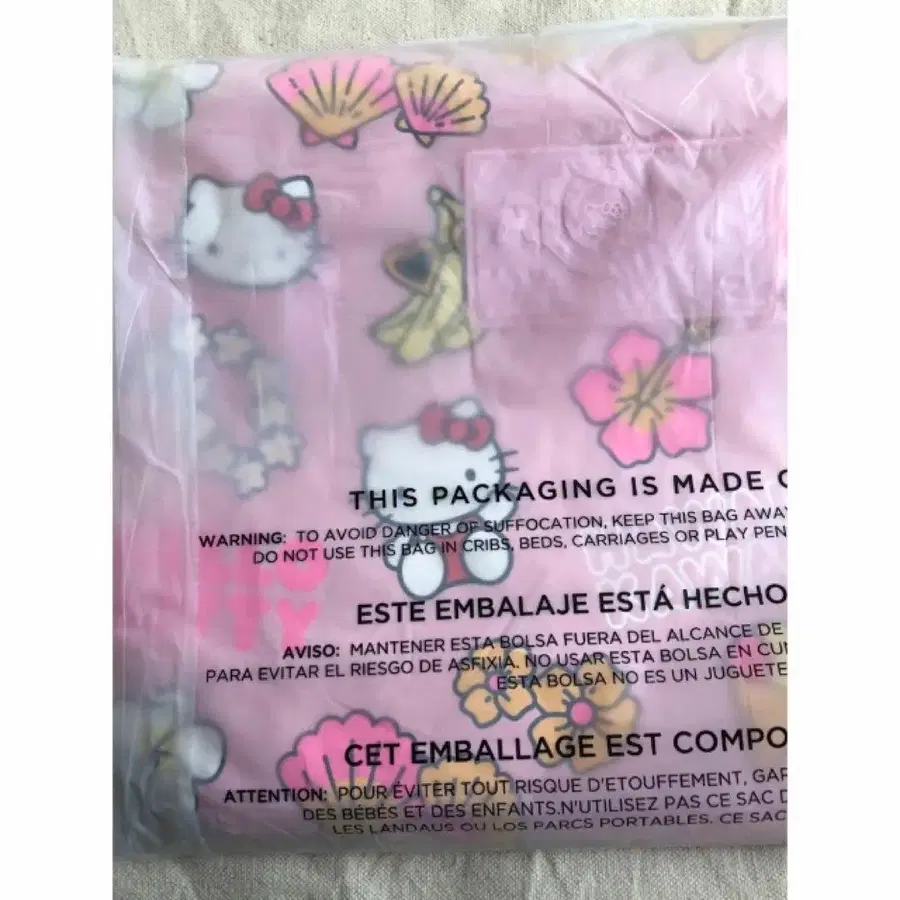 THIS PACKAGING IS MADE
WARNING: TO AVOID DANGER OF SUFFOCATION, KEEP THIS BAG AWAY
DO NOT USE THIS BAG IN CRIBS, BEDS, CARRIAGES OR PLAY PEN
ESTE EMBALAJE ESTÁ HECHO
AVISO: MANTENER ESTA BOLSA FUERA DEL ALCANCE DE
PARA EVITAR EL RIESGO DE ASFIXIA. NO USAR ESTA BOLSA EN
ESTA BOLSA NO ES UN JUGUETE
CET EMBALLAGE EST COMPO
ATTENTION: POUR ÉVITER TOUT RISQUE D'ETOUFFEMENT, GAR
DES BÉBÉS ET DES ENFANTS.N'UTILISEZ PAS CE SAC
LES LANDAUS OU LOS PARCS PORTABLES. CE SAC